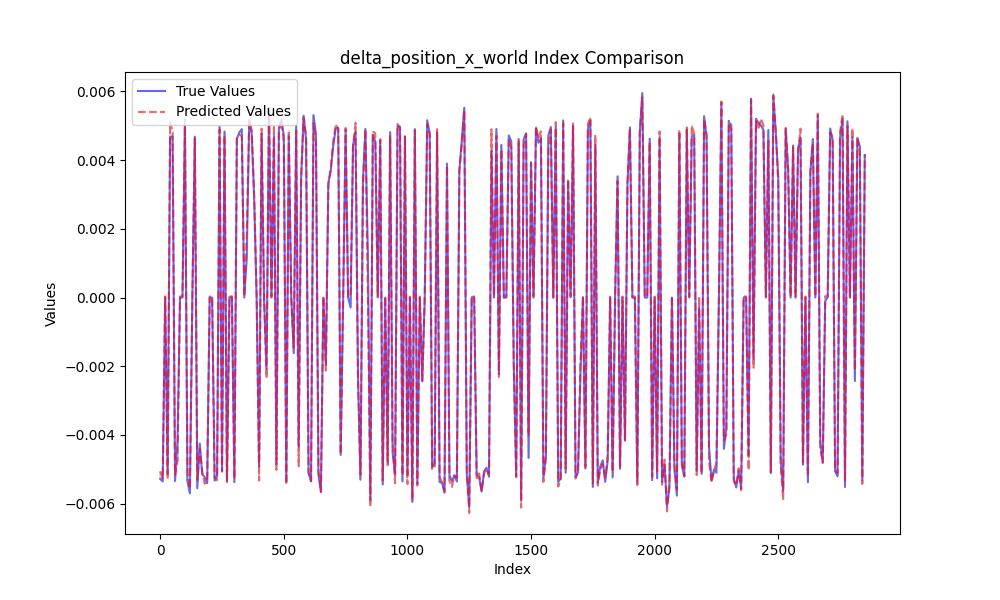 delta_position_x_world Index Comparison
True Values
Predicted Values
0.006
0.004
0.002
0.000
−0.002
−0.004
−0.006
Values
0 500 1000 1500 2000 2500
Index